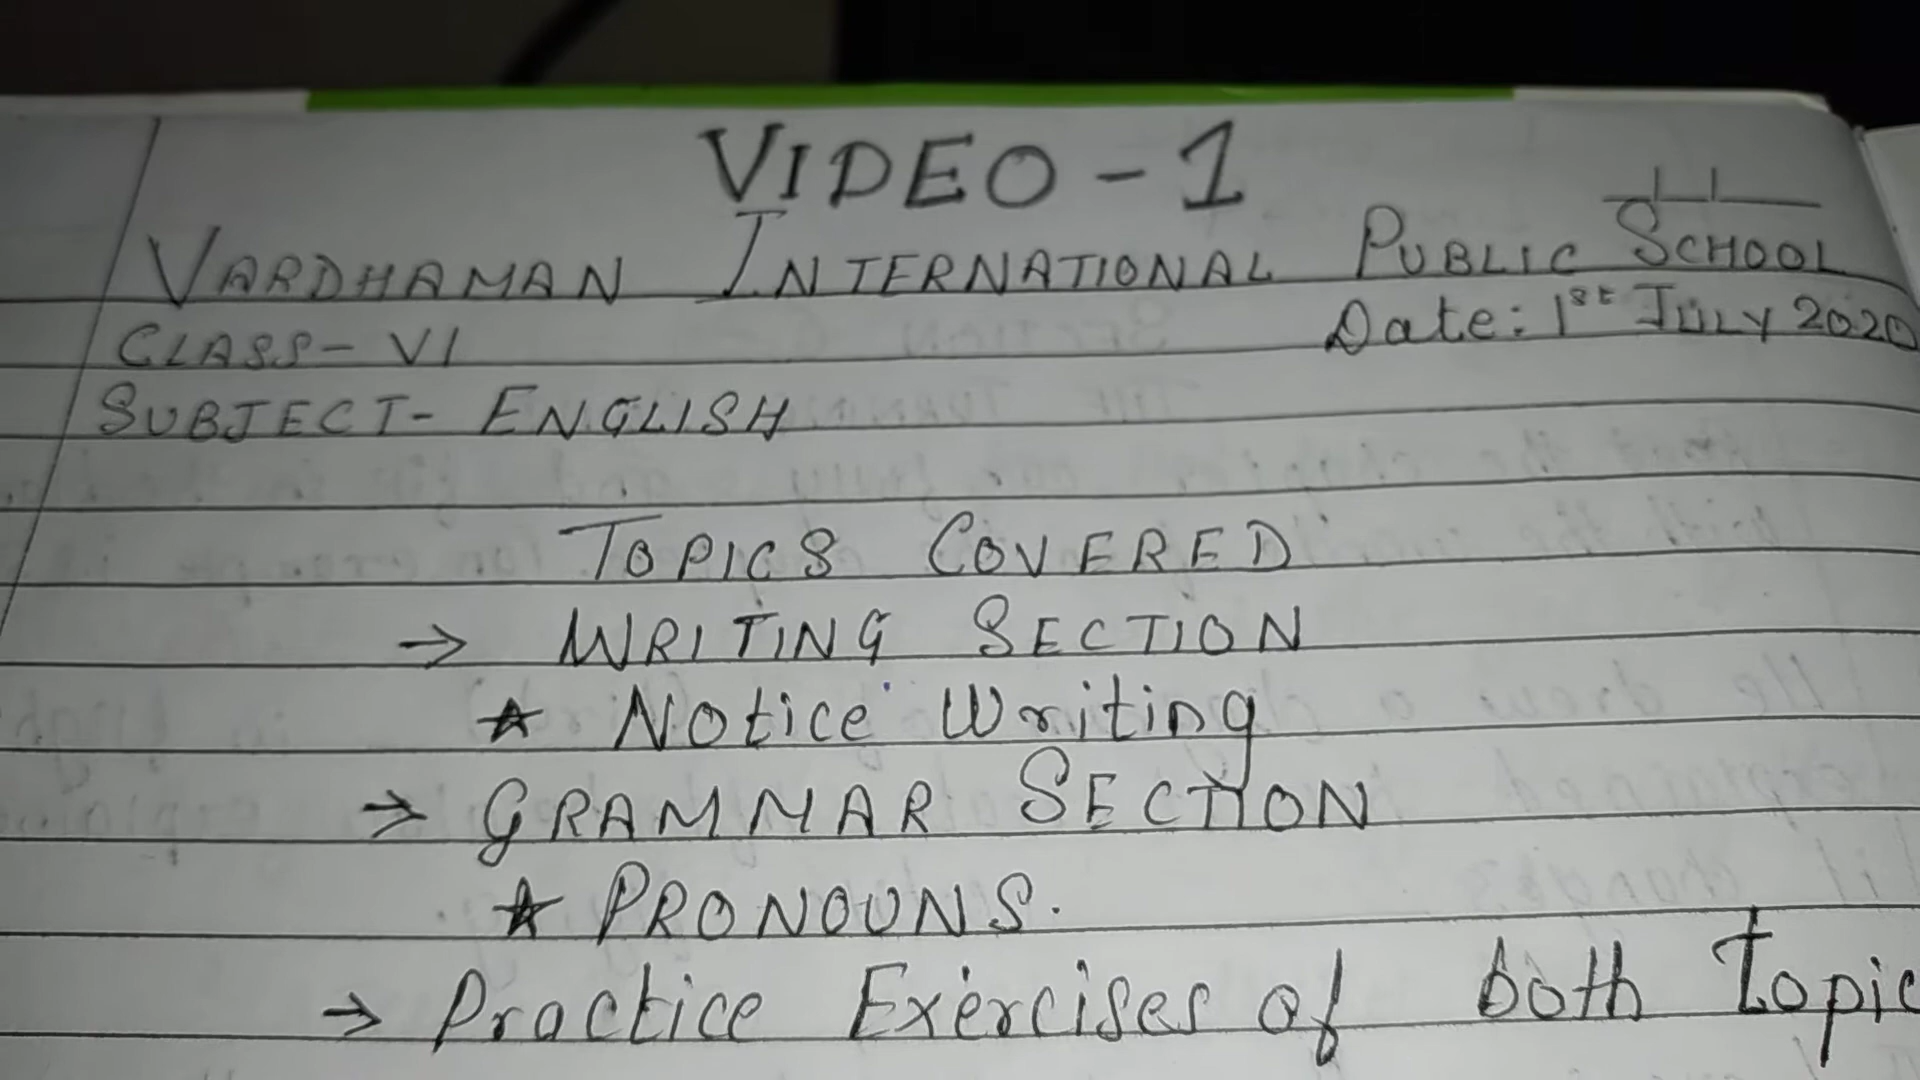 VIDEO - 1
VARDHAMAN INTERNATIONAL PUBLIC SCHOOL
CLASS- VI Date: 1st JULY 2020
SUBJECT- ENGLISH
TOPICS COVERED
→ WRITING SECTION
★ Notice Writing
→ GRAMMAR SECTION
★ PRONOUNS.
→ Practice Exercises of both topic